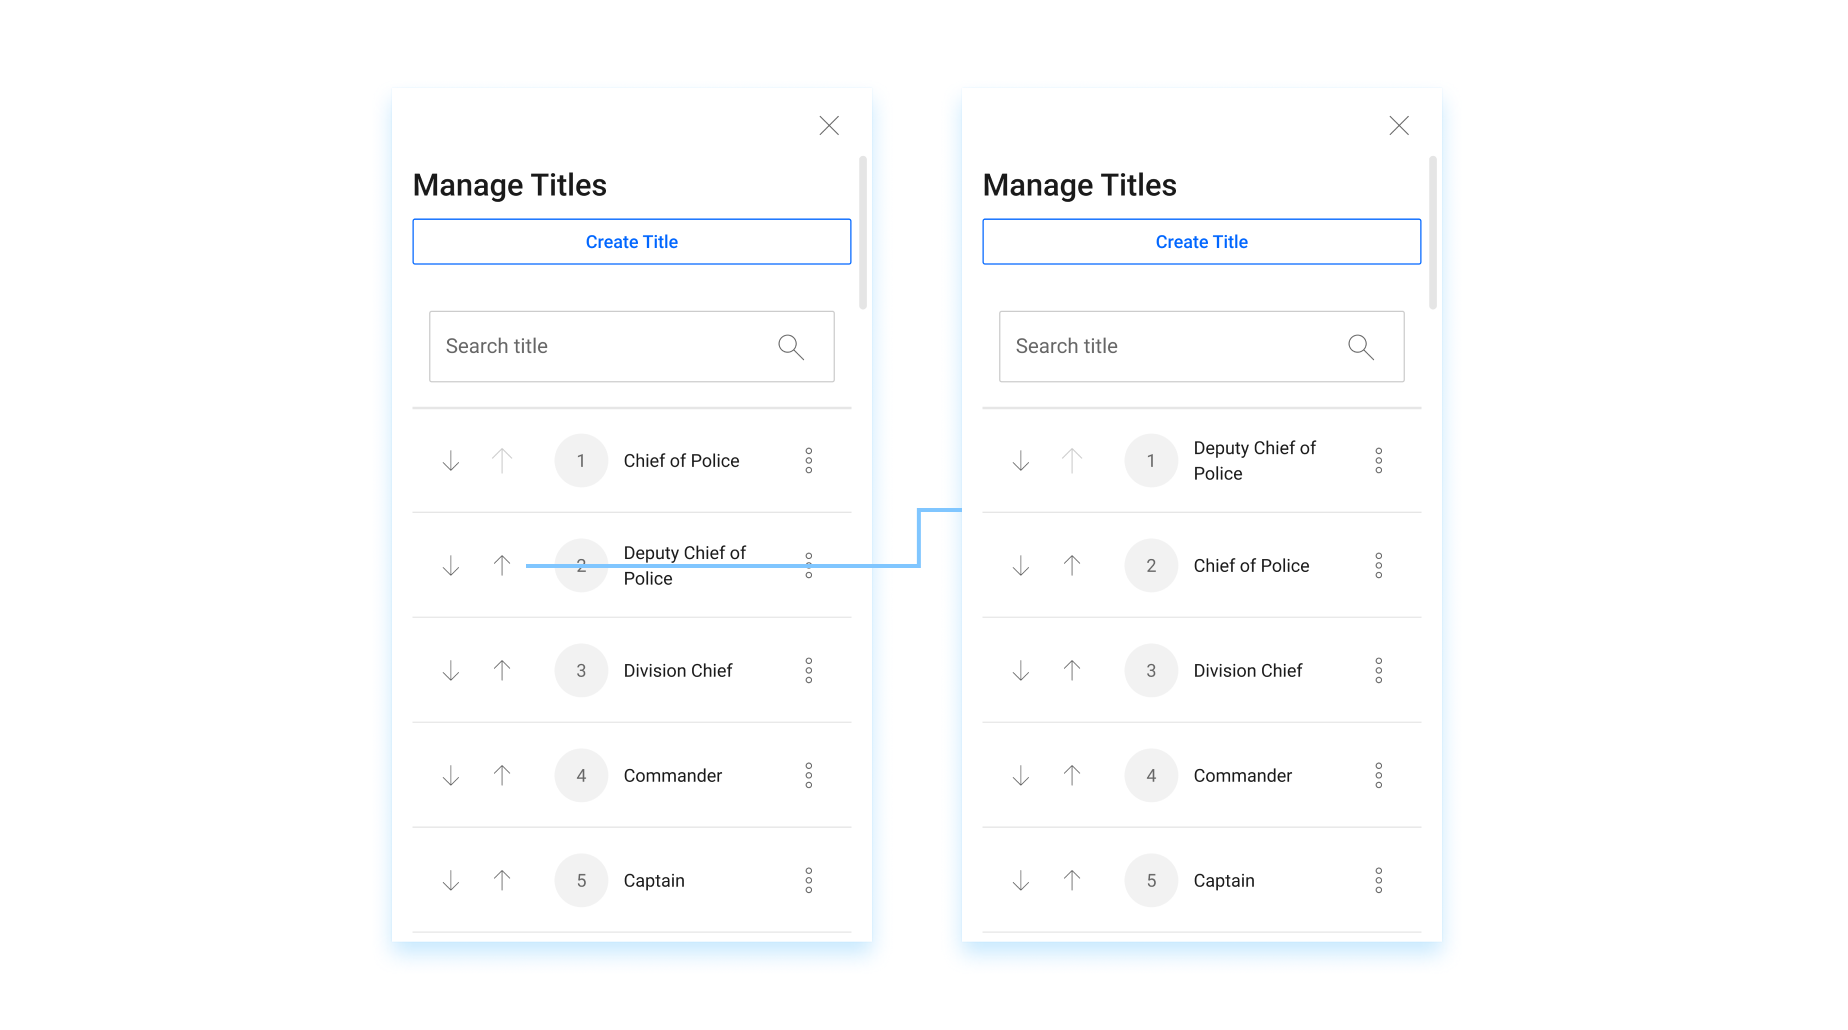 Manage Titles
Create Title
Search title
1 Chief of Police
2 Deputy Chief of
Police
3 Division Chief
4 Commander
5 Captain
Manage Titles
Create Title
Search title
1 Deputy Chief of
Police
2 Chief of Police
3 Division Chief
4 Commander
5 Captain